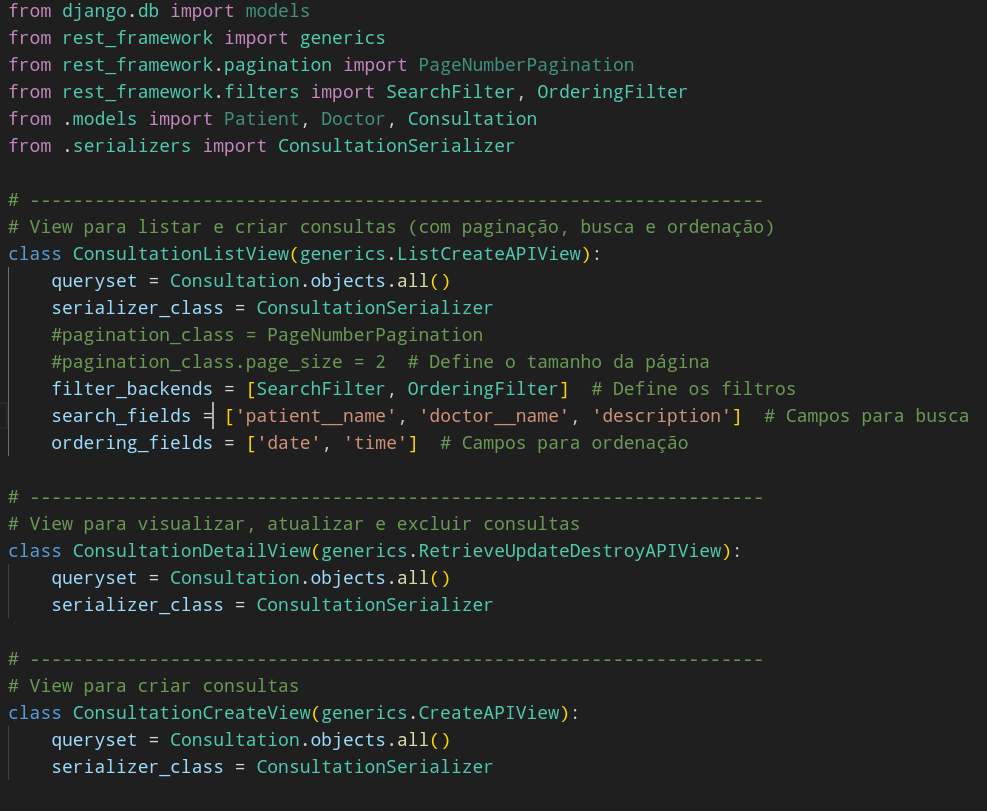 from django.db import models
from rest_framework import generics
from rest_framework.pagination import PageNumberPagination
from rest_framework.filters import SearchFilter, OrderingFilter
from .models import Patient, Doctor, Consultation
from .serializers import ConsultationSerializer
# --------------------------------------------------------------------
# View para listar e criar consultas (com paginação, busca e ordenação)
class ConsultationListView(generics.ListCreateAPIView):
    queryset = Consultation.objects.all()
    serializer_class = ConsultationSerializer
    #pagination_class = PageNumberPagination
    #pagination_class.page_size = 2  # Define o tamanho da página
    filter_backends = [SearchFilter, OrderingFilter]  # Define os filtros
    search_fields = ['patient__name', 'doctor__name', 'description']  # Campos para busca
    ordering_fields = ['date', 'time']  # Campos para ordenação
# --------------------------------------------------------------------
# View para visualizar, atualizar e excluir consultas
class ConsultationDetailView(generics.RetrieveUpdateDestroyAPIView):
    queryset = Consultation.objects.all()
    serializer_class = ConsultationSerializer
# --------------------------------------------------------------------
# View para criar consultas
class ConsultationCreateView(generics.CreateAPIView):
    queryset = Consultation.objects.all()
    serializer_class = ConsultationSerializer